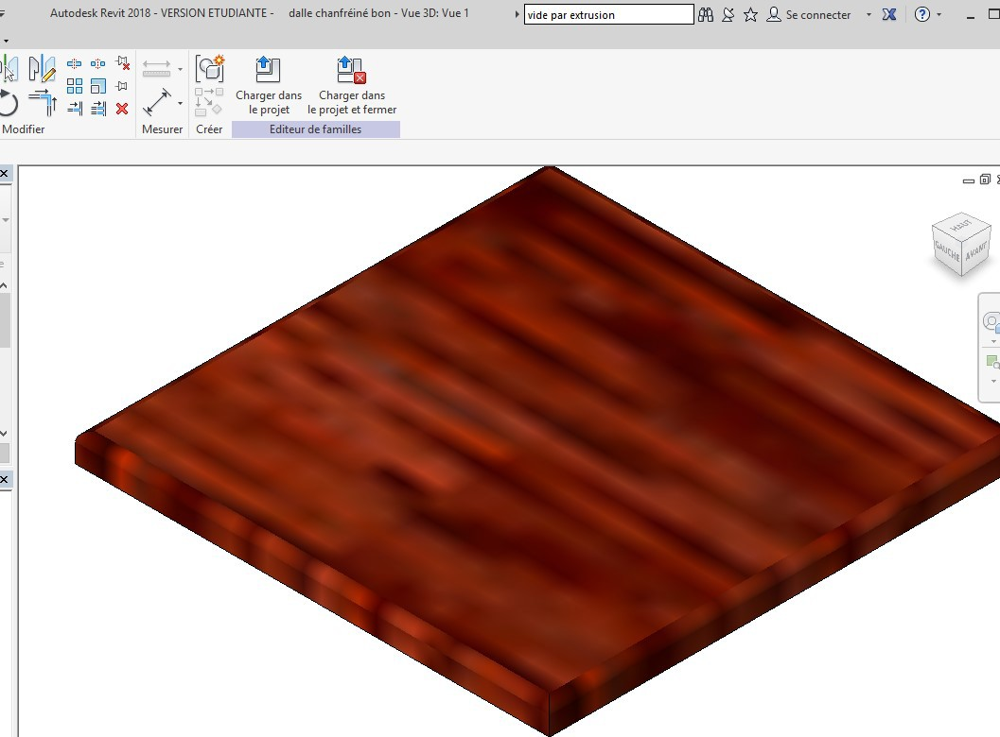 Autodesk Revit 2018 - VERSION ETUDIANTE - dalle chanfréiné bon - Vue 3D: Vue 1
vide par extrusion
Se connecter
Charger dans
le projet
Charger dans
le projet et fermer
Modifier
Mesurer
Créer
Editeur de familles
HAUT
GAUCHE
AVANT